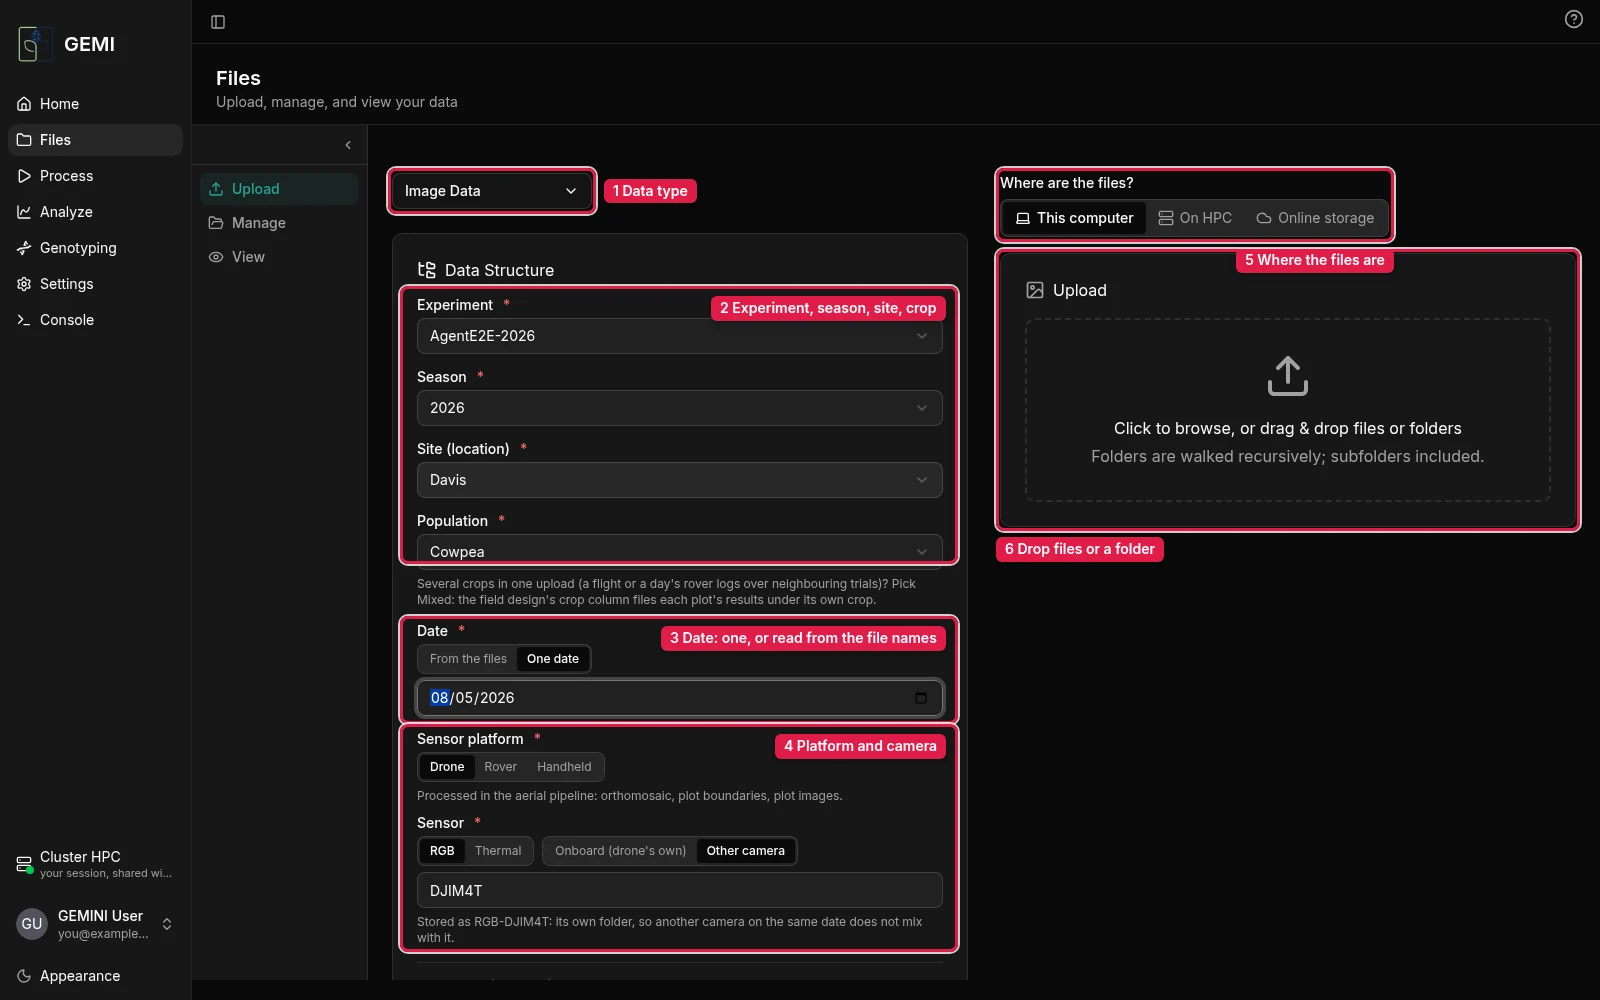 GEMI
Home
Files
Process
Analyze
Genotyping
Settings
Console
Cluster HPC
your session, shared wi...
GU
GEMINI User
you@example...
Appearance
Files
Upload, manage, and view your data
Upload
Manage
View
Image Data
1 Data type
Data Structure
Experiment *
2 Experiment, season, site, crop
AgentE2E-2026
Season *
2026
Site (location) *
Davis
Population *
Cowpea
Several crops in one upload (a flight or a day's rover logs over neighbouring trials)? Pick
Mixed: the field design's crop column files each plot's results under its own crop.
Date *
3 Date: one, or read from the file names
From the files One date
08/05/2026
Sensor platform *
4 Platform and camera
Drone Rover Handheld
Processed in the aerial pipeline: orthomosaic, plot boundaries, plot images.
Sensor *
RGB Thermal Onboard (drone's own) Other camera
DJIM4T
Stored as RGB-DJIM4T: its own folder, so another camera on the same date does not mix
with it.
Where are the files?
This computer On HPC Online storage
5 Where the files are
Upload
Click to browse, or drag & drop files or folders
Folders are walked recursively; subfolders included.
6 Drop files or a folder